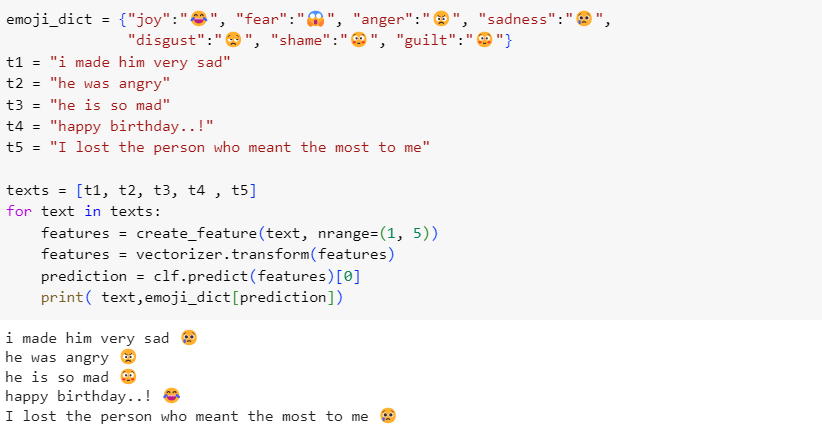 emoji_dict = {"joy":"😂", "fear":"😱", "anger":"😠", "sadness":"😢",
"disgust":"😒", "shame":"😳", "guilt":"😳"}
t1 = "i made him very sad"
t2 = "he was angry"
t3 = "he is so mad"
t4 = "happy birthday..!"
t5 = "I lost the person who meant the most to me"
texts = [t1, t2, t3, t4 , t5]
for text in texts:
features = create_feature(text, nrange=(1, 5))
features = vectorizer.transform(features)
prediction = clf.predict(features)[0]
print( text,emoji_dict[prediction])
i made him very sad 😢
he was angry 😠
he is so mad 😳
happy birthday..! 😂
I lost the person who meant the most to me 😢